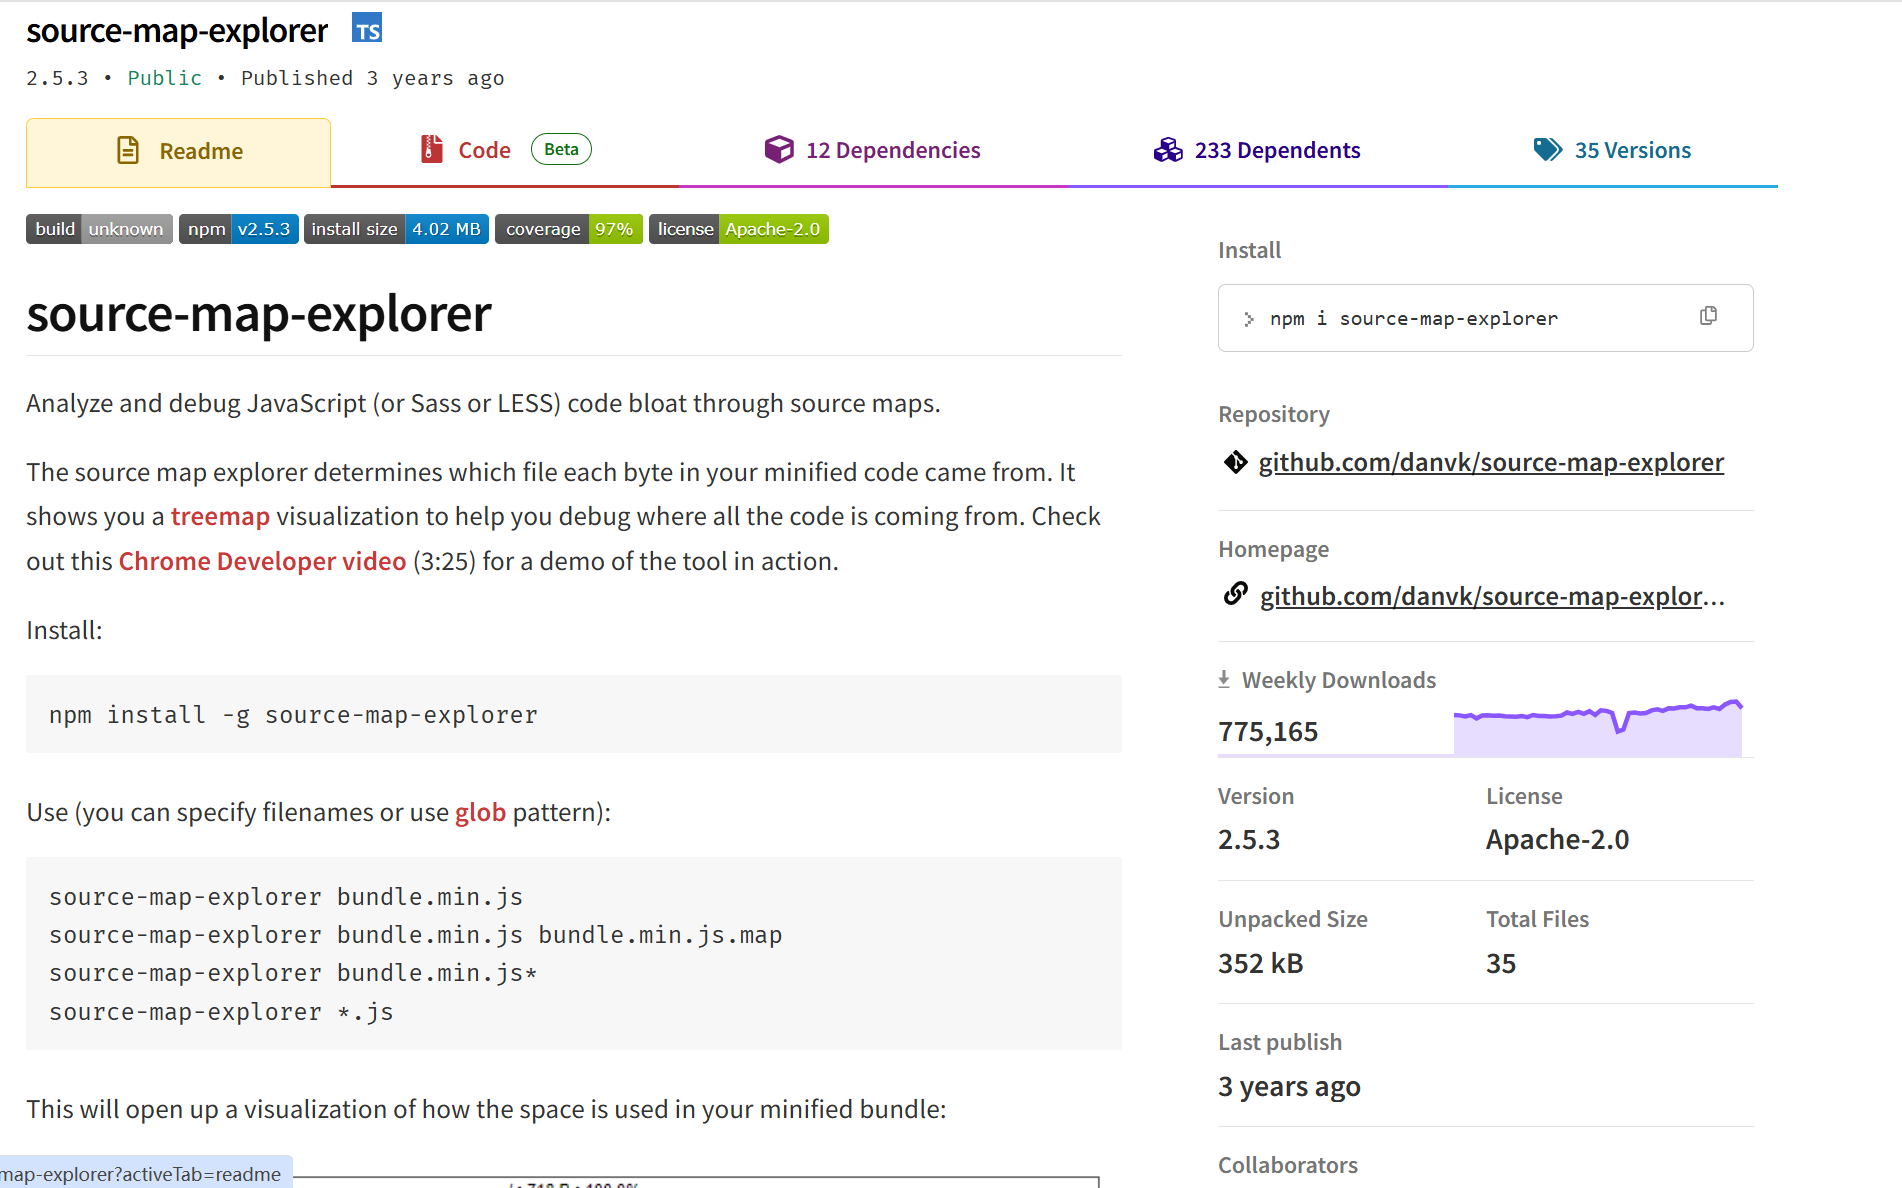 source-map-explorer TS
2.5.3 • Public • Published 3 years ago
Readme
Code Beta
12 Dependencies
233 Dependents
35 Versions
build unknown npm v2.5.3 install size 4.02 MB coverage 97% license Apache-2.0
source-map-explorer
Analyze and debug JavaScript (or Sass or LESS) code bloat through source maps.
The source map explorer determines which file each byte in your minified code came from. It
shows you a treemap visualization to help you debug where all the code is coming from. Check
out this Chrome Developer video (3:25) for a demo of the tool in action.
Install:
npm install -g source-map-explorer
Use (you can specify filenames or use glob pattern):
source-map-explorer bundle.min.js
source-map-explorer bundle.min.js bundle.min.js.map
source-map-explorer bundle.min.js*
source-map-explorer *.js
This will open up a visualization of how the space is used in your minified bundle:
map-explorer?activeTab=readme
Install
> npm i source-map-explorer
Repository
github.com/danvk/source-map-explorer
Homepage
github.com/danvk/source-map-explor...
Weekly Downloads
775,165
Version
2.5.3
License
Apache-2.0
Unpacked Size
352 kB
Total Files
35
Last publish
3 years ago
Collaborators